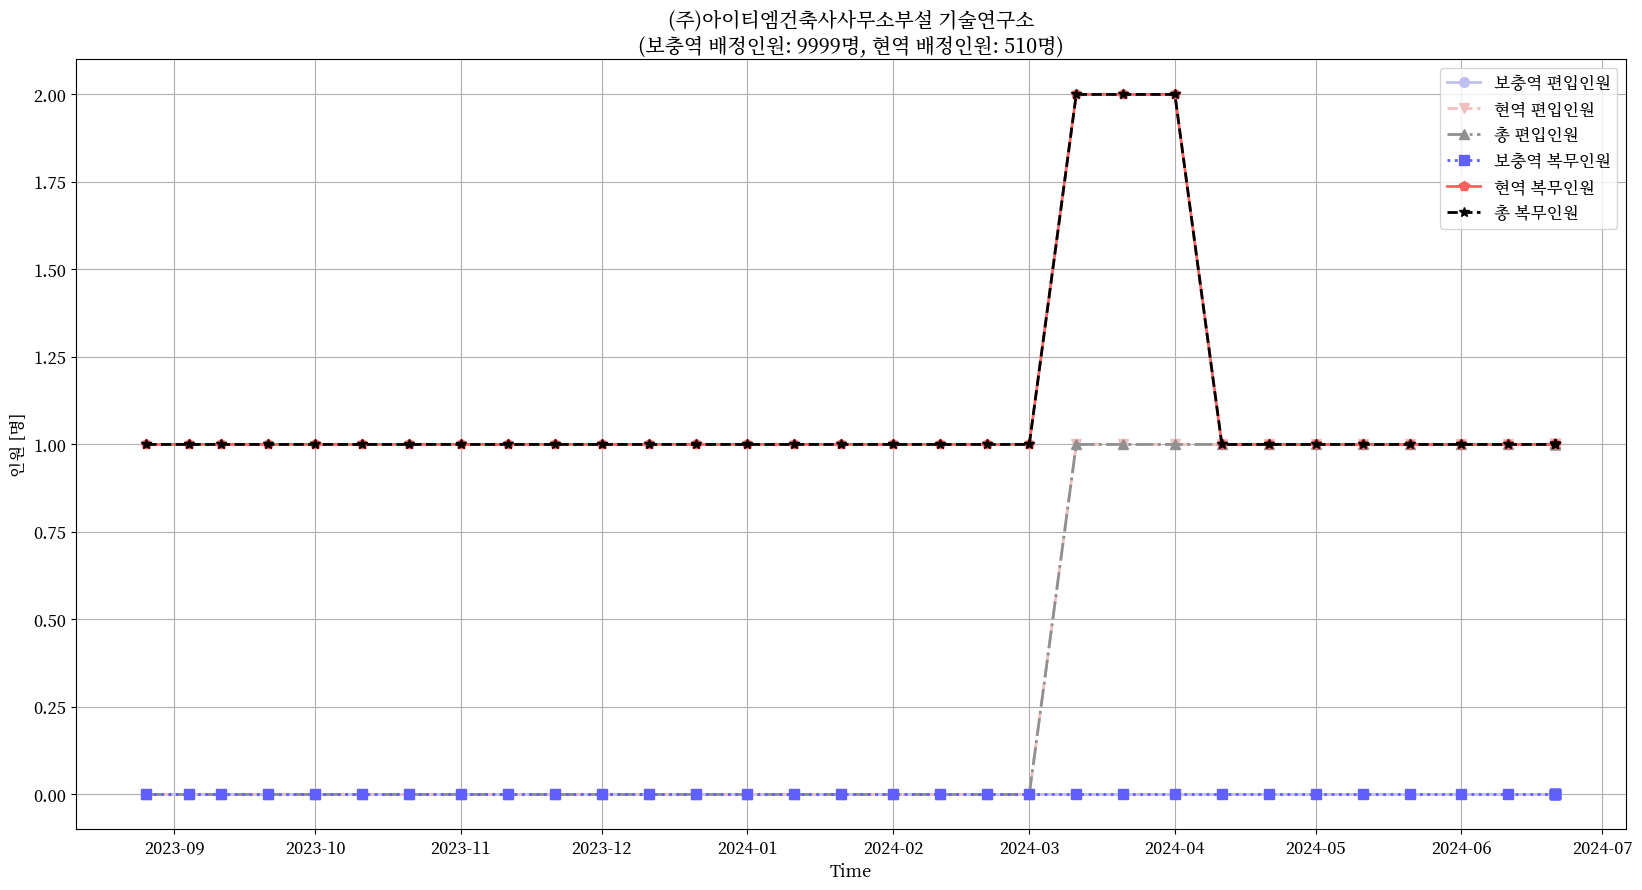 (주)아이티엠건축사사무소부설 기술연구소
(보충역 배정인원: 9999명, 현역 배정인원: 510명)
보충역 편입인원
현역 편입인원
총 편입인원
보충역 복무인원
현역 복무인원
총 복무인원
인원 [명]
2.00
1.75
1.50
1.25
1.00
0.75
0.50
0.25
0.00
2023-09
2023-10
2023-11
2023-12
2024-01
2024-02
2024-03
2024-04
2024-05
2024-06
2024-07
Time